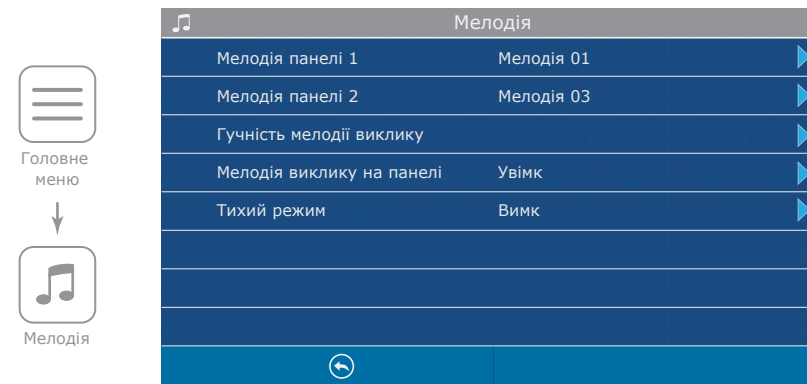 Головне
меню
Мелодія
Мелодія
Мелодія панелі 1 Мелодія 01
Мелодія панелі 2 Мелодія 03
Гучність мелодії виклику
Мелодія виклику на панелі Увімк
Тихий режим Вимк